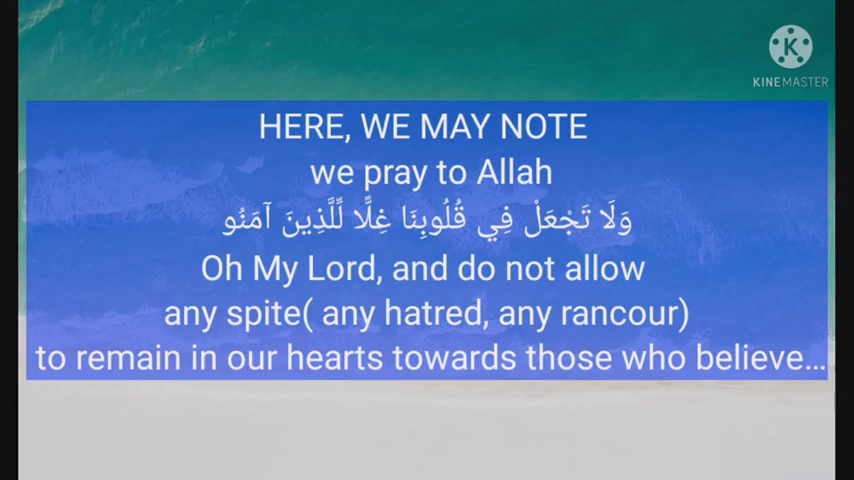 KINEMASTER
HERE, WE MAY NOTE
we pray to Allah
وَلَا تَجْعَلْ فِي قُلُوبِنَا غِلًّا لِّلَّذِينَ آمَنُو
Oh My Lord, and do not allow
any spite( any hatred, any rancour)
to remain in our hearts towards those who believe...